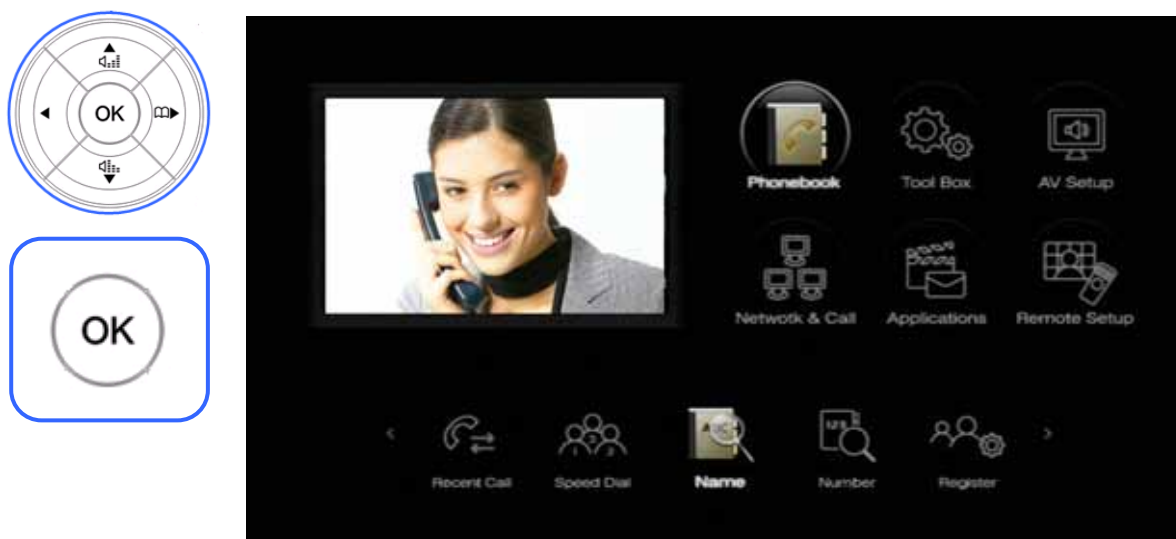 OK
OK
Phonebook Tool Box AV Setup
Netwotk & Call Applications Remote Setup
Recent Call Speed Dial Name Number Register